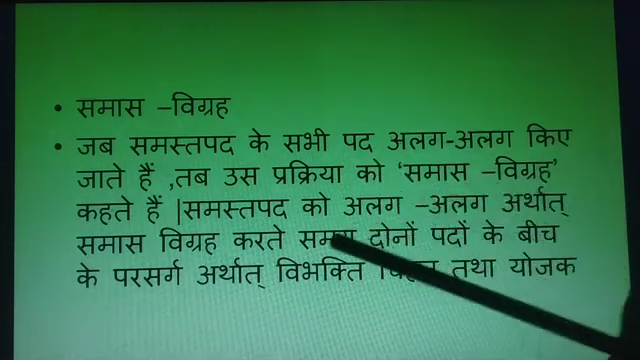 • समास –विग्रह
• जब समस्तपद के सभी पद अलग-अलग किए
जाते हैं ,तब उस प्रक्रिया को ‘समास –विग्रह’
कहते हैं |समस्तपद को अलग –अलग अर्थात्
समास विग्रह करते समय दोनों पदों के बीच
के परसर्ग अर्थात् विभक्ति तथा योजक